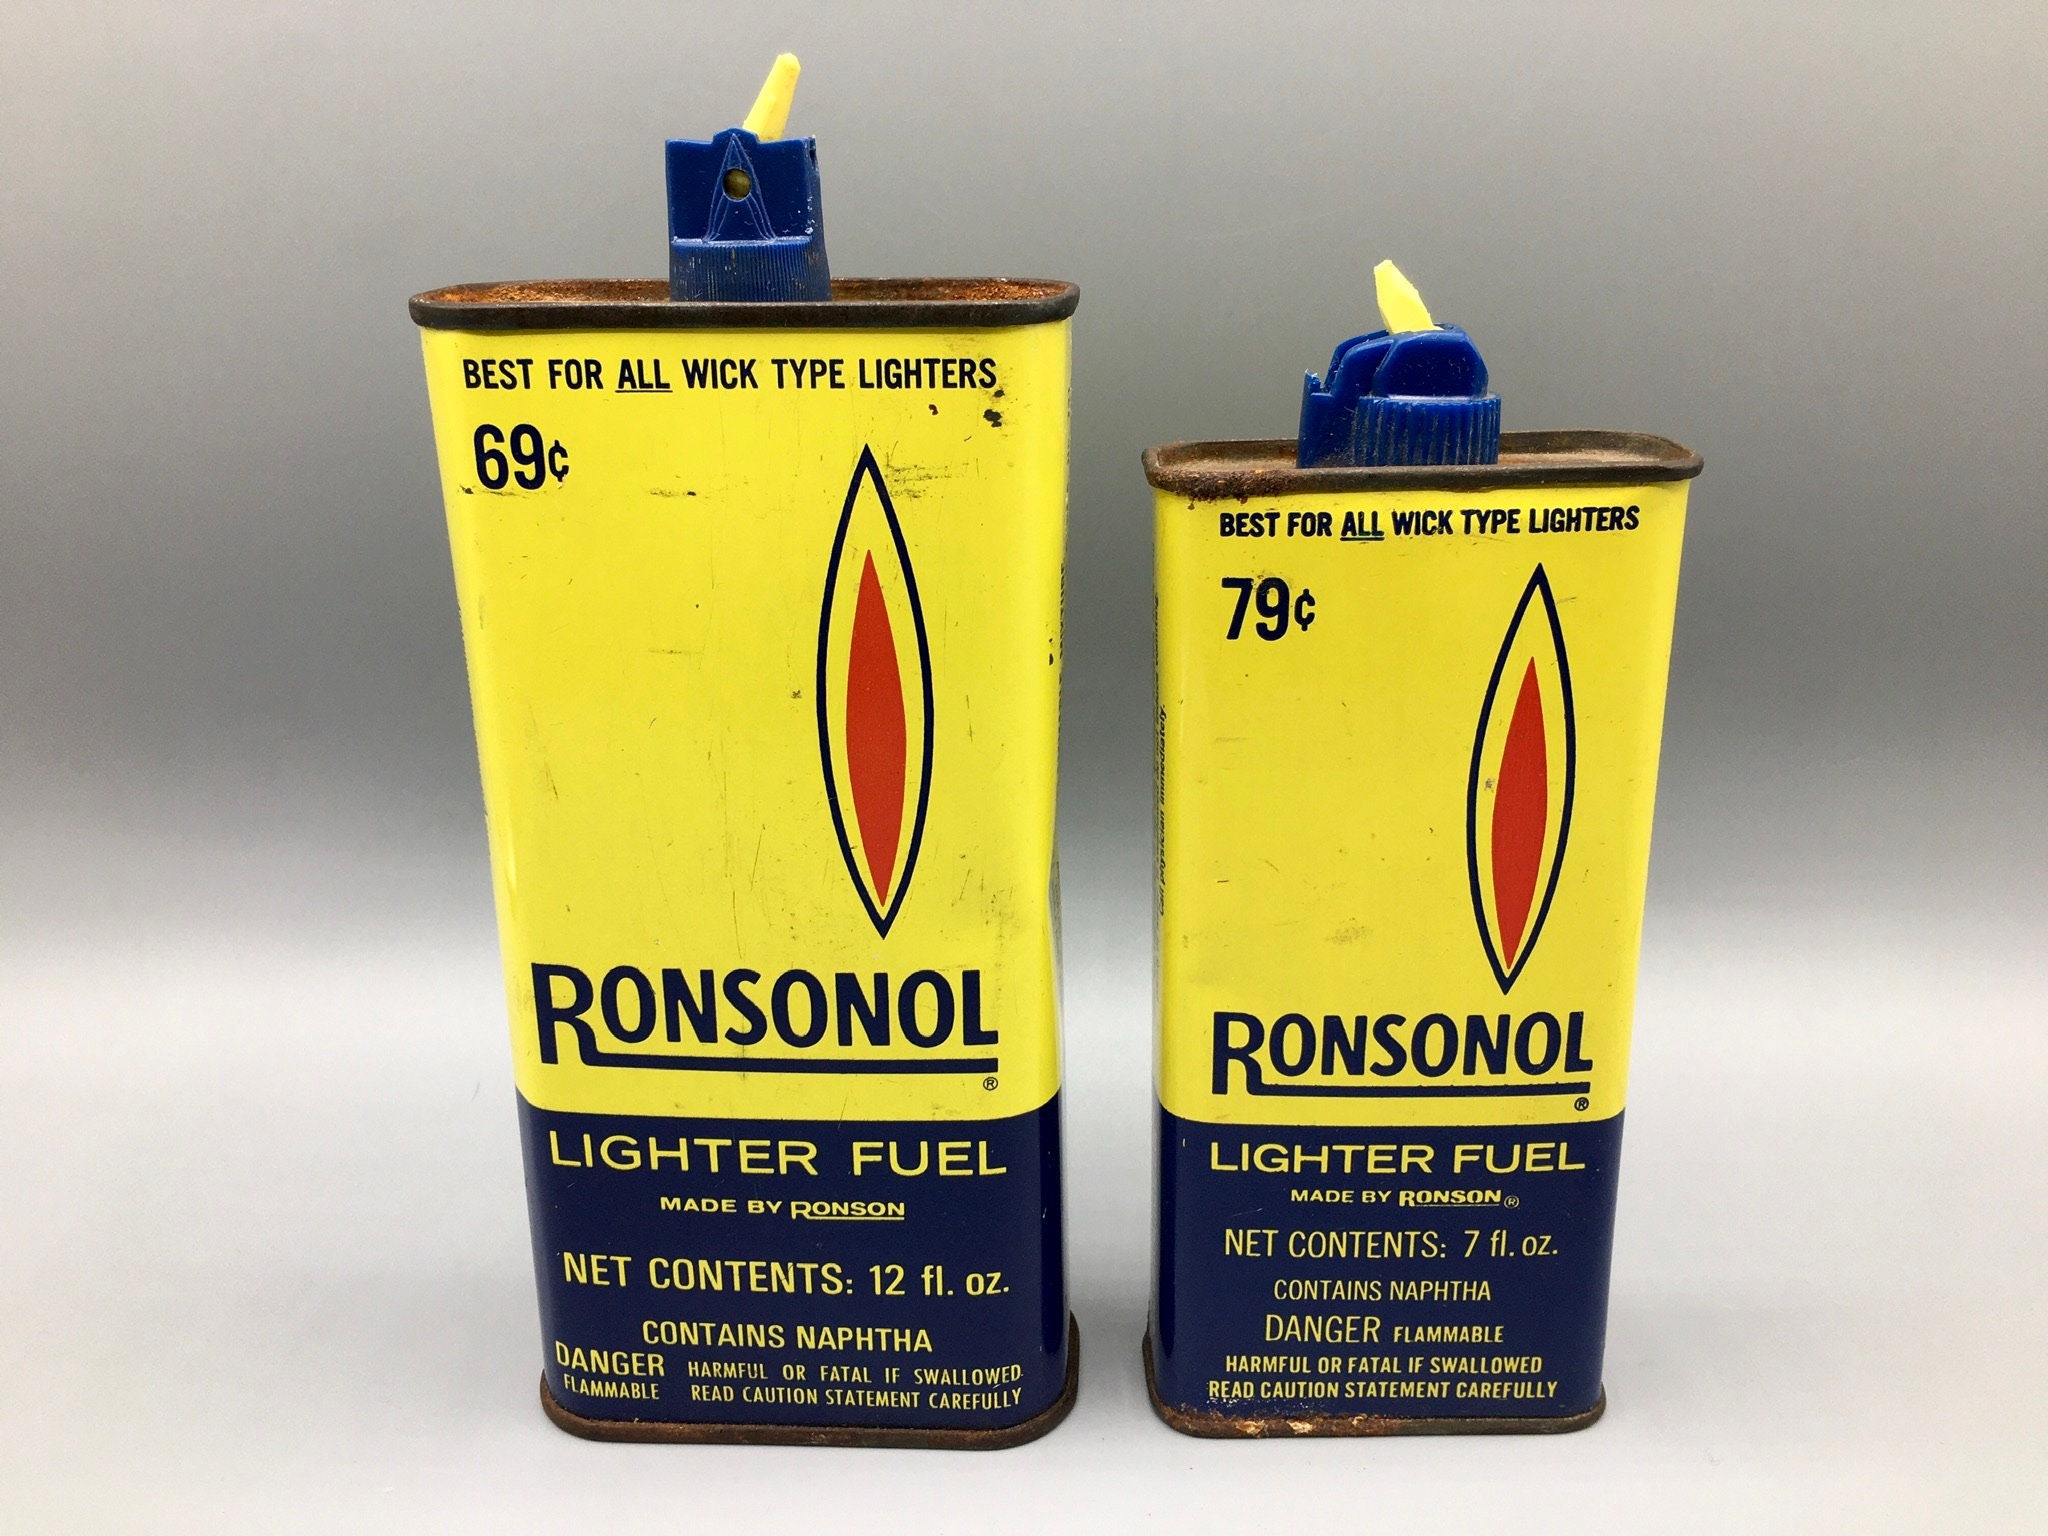 BEST FOR ALL WICK TYPE LIGHTERS
69¢
RONSONOL
®
LIGHTER FUEL
MADE BY RONSON
NET CONTENTS: 12 fl. oz.
CONTAINS NAPHTHA
DANGER
FLAMMABLE
HARMFUL OR FATAL IF SWALLOWED
READ CAUTION STATEMENT CAREFULLY
BEST FOR ALL WICK TYPE LIGHTERS
79¢
RONSONOL
®
LIGHTER FUEL
MADE BY RONSON®
NET CONTENTS: 7 fl. oz.
CONTAINS NAPHTHA
DANGER FLAMMABLE
HARMFUL OR FATAL IF SWALLOWED
READ CAUTION STATEMENT CAREFULLY
Call physician immediately.